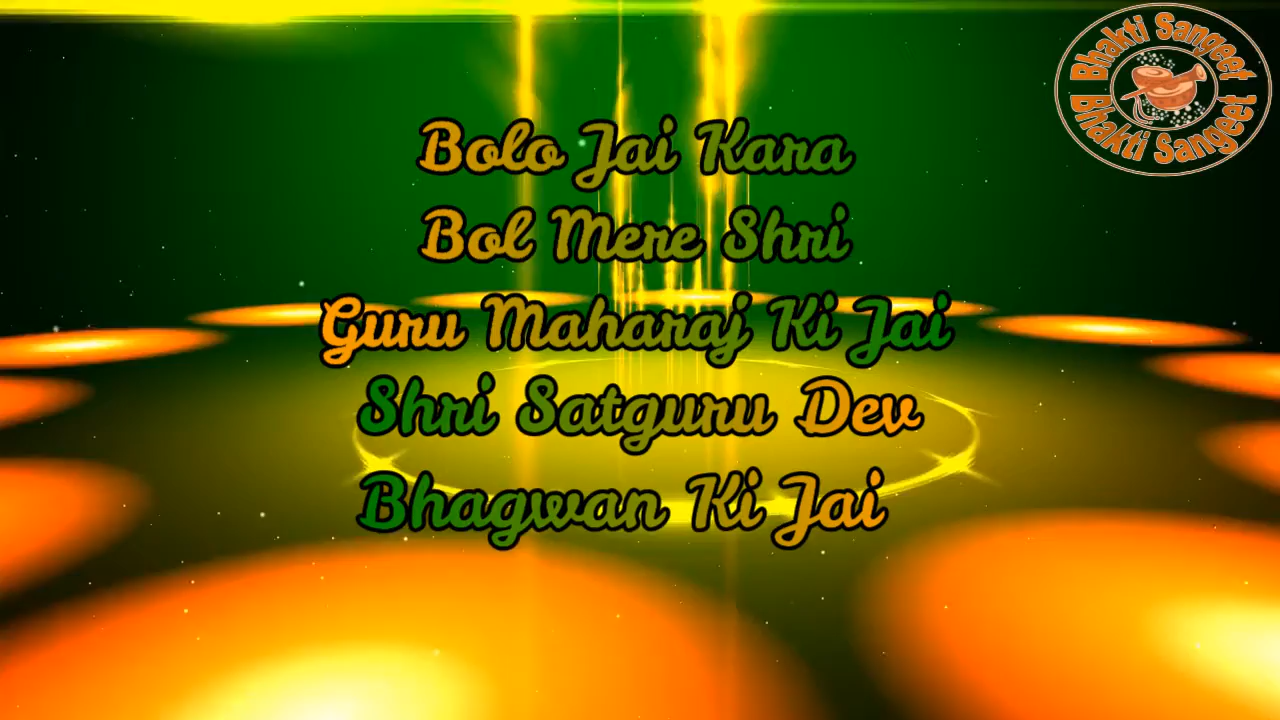 Bhakti Sangeet
Bhakti Sangeet
Bolo Jai Kara
Bol Mere Shri
Guru Maharaj Ki Jai
Shri Satguru Dev
Bhagwan Ki Jai